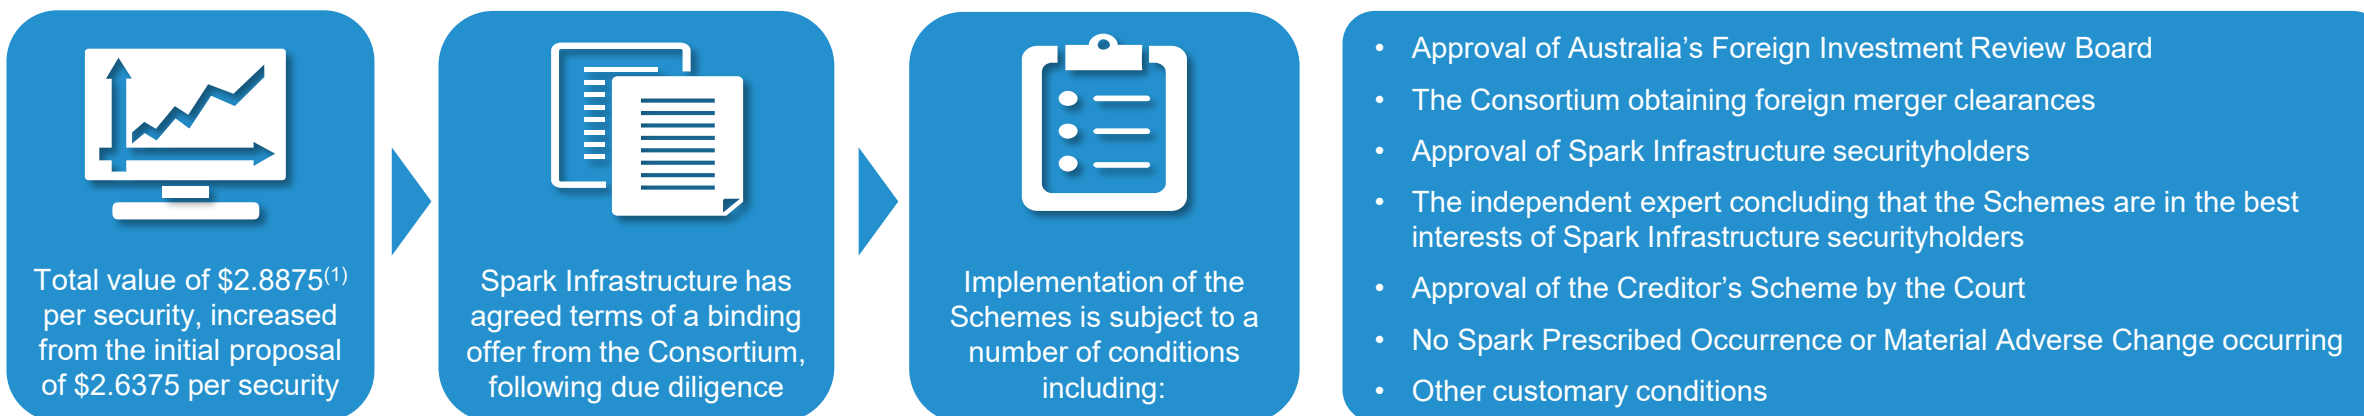 Total value of $2.8875(1)
per security, increased
from the initial proposal
of $2.6375 per security
Spark Infrastructure has
agreed terms of a binding
offer from the Consortium,
following due diligence
Implementation of the
Schemes is subject to a
number of conditions
including:
• Approval of Australia’s Foreign Investment Review Board
• The Consortium obtaining foreign merger clearances
• Approval of Spark Infrastructure securityholders
• The independent expert concluding that the Schemes are in the best
interests of Spark Infrastructure securityholders
• Approval of the Creditor’s Scheme by the Court
• No Spark Prescribed Occurrence or Material Adverse Change occurring
• Other customary conditions